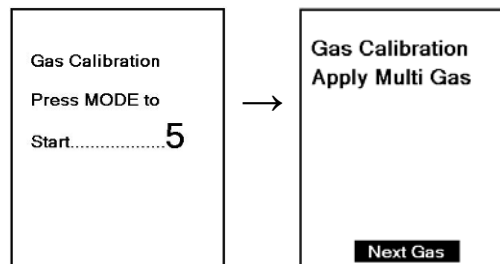 Gas Calibration
Press MODE to
Start...................5
Gas Calibration
Apply Multi Gas
Next Gas